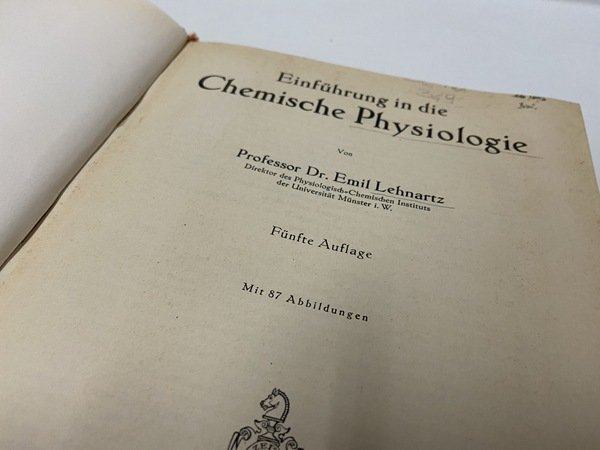 349
Einführung in die
Chemische Physiologie
Von
Professor Dr. Emil Lehnartz
Direktor des Physiologisch-Chemischen Instituts
der Universität Münster i. W.
Fünfte Auflage
Mit 87 Abbildungen